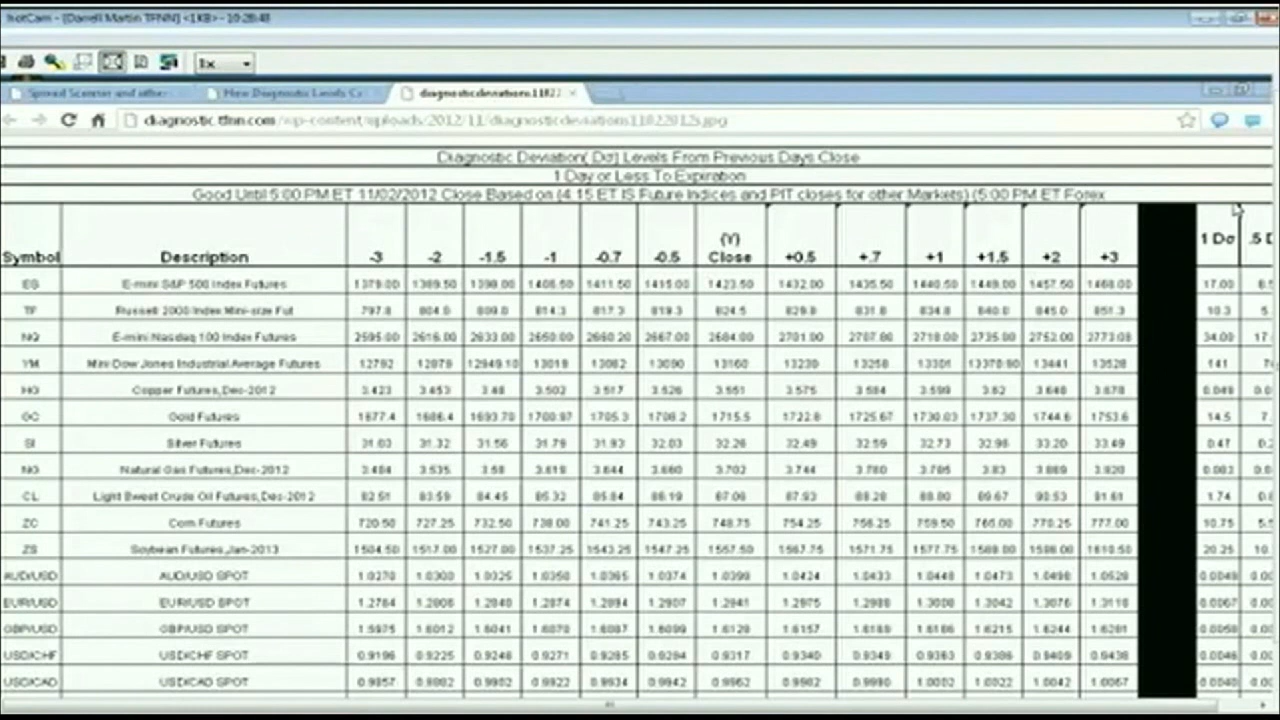 hotCam - [Darrell Martin TFNN] <1KB> - 10:28:48
1x
Spread Scanner and other New Diagnostic Levels Ca diagnosticdeviations11022
diagnostic.tfnn.com/wp-content/uploads/2012/11/diagnosticdeviations11022012s.jpg
Diagnostic Deviation( Dσ) Levels From Previous Days Close
1 Day or Less To Expiration
Good Until 5:00 PM ET 11/02/2012 Close Based on (4:15 ET IS Future Indices and PIT closes for other Markets) (5:00 PM ET Forex
Symbol Description -3 -2 -1.5 -1 -0.7 -0.5 (Y) Close +0.5 +.7 +1 +1.5 +2 +3 1 Dσ .5 D
ES E-mini S&P 500 Index Futures 1379.00 1389.50 1398.00 1406.50 1411.50 1415.00 1423.50 1432.00 1435.50 1440.50 1449.00 1457.50 1468.00 17.00
TF Russell 2000 Index Mini-size Fut 797.8 804.0 809.0 814.3 817.3 819.3 824.5 829.8 831.8 834.8 840.0 845.0 851.3 10.3
NQ E-mini Nasdaq 100 Index Futures 2595.00 2616.00 2633.00 2650.00 2660.20 2667.00 2684.00 2701.00 2707.80 2718.00 2735.00 2752.00 2773.08 34.00 17
YM Mini Dow Jones Industrial Average Futures 12792 12879 12949.10 13019 13062 13090 13160 13230 13258 13301 13370.90 13441 13528 141
HG Copper Futures,Dec-2012 3.423 3.453 3.48 3.502 3.517 3.526 3.551 3.575 3.584 3.599 3.62 3.648 3.678 0.049
GC Gold Futures 1677.4 1686.4 1693.70 1700.97 1705.3 1708.2 1715.5 1722.8 1725.67 1730.03 1737.30 1744.6 1753.6 14.5
SI Silver Futures 31.03 31.32 31.56 31.79 31.93 32.03 32.26 32.49 32.59 32.73 32.96 33.20 33.49 0.47
NG Natural Gas Futures,Dec-2012 3.484 3.535 3.58 3.619 3.644 3.660 3.702 3.744 3.760 3.785 3.83 3.869 3.920 0.083
CL Light Sweet Crude Oil Futures,Dec-2012 82.51 83.59 84.45 85.32 85.84 86.19 87.06 87.93 88.28 88.80 89.67 90.53 91.61 1.74
ZC Corn Futures 720.50 727.25 732.50 738.00 741.25 743.25 748.75 754.25 756.25 759.50 765.00 770.25 777.00 10.75
ZS Soybean Futures,Jan-2013 1504.50 1517.00 1527.00 1537.25 1543.25 1547.25 1557.50 1567.75 1571.75 1577.75 1588.00 1598.00 1610.50 20.25 10
AUD/USD AUD/USD SPOT 1.0270 1.0300 1.0325 1.0350 1.0365 1.0374 1.0399 1.0424 1.0433 1.0448 1.0473 1.0498 1.0528 0.0049
EUR/USD EUR/USD SPOT 1.2764 1.2806 1.2840 1.2874 1.2894 1.2907 1.2941 1.2975 1.2988 1.3008 1.3042 1.3076 1.3118 0.0067
GBP/USD GBP/USD SPOT 1.5975 1.6012 1.6041 1.6070 1.6087 1.6099 1.6128 1.6157 1.6169 1.6186 1.6215 1.6244 1.6281 0.0058
USD/CHF USD/CHF SPOT 0.9196 0.9225 0.9248 0.9271 0.9285 0.9294 0.9317 0.9340 0.9349 0.9363 0.9386 0.9409 0.9438 0.0046
USD/CAD USD/CAD SPOT 0.9857 0.9882 0.9902 0.9922 0.9934 0.9942 0.9962 0.9982 0.9990 1.0002 1.0022 1.0042 1.0067 0.0040